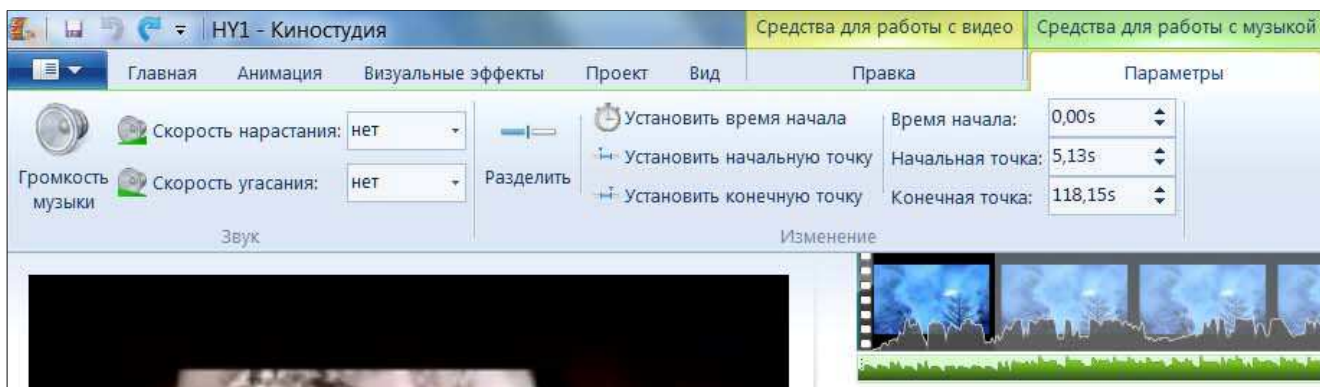 HY1 - Киностудия
Средства для работы с видео
Средства для работы с музыкой
Главная Анимация Визуальные эффекты Проект Вид Правка Параметры
Громкость музыки
Скорость нарастания: нет
Скорость угасания: нет
Разделить
Звук
Установить время начала
Установить начальную точку
Установить конечную точку
Время начала: 0,00s
Начальная точка: 5,13s
Конечная точка: 118,15s
Изменение